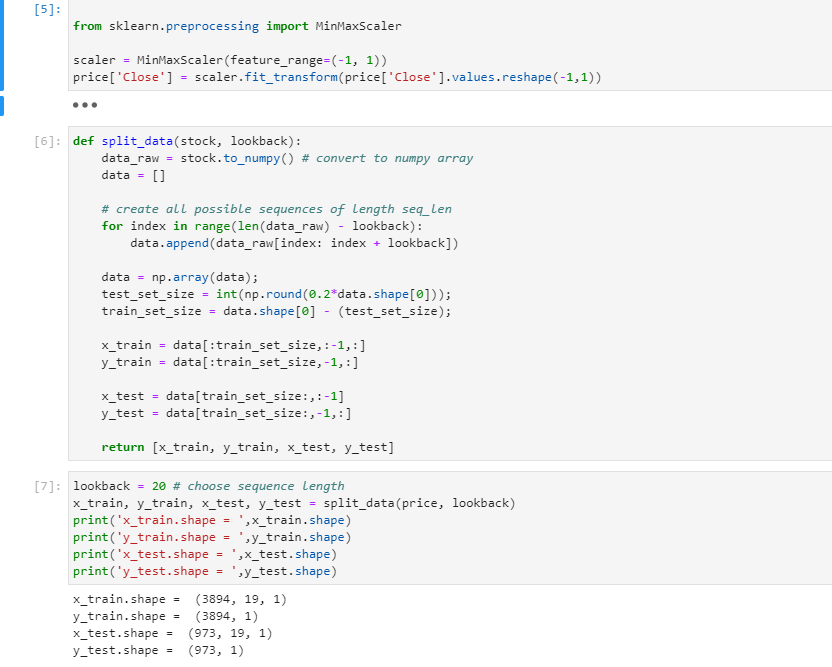 [5]:
from sklearn.preprocessing import MinMaxScaler
scaler = MinMaxScaler(feature_range=(-1, 1))
price['Close'] = scaler.fit_transform(price['Close'].values.reshape(-1,1))
•••
[6]: def split_data(stock, lookback):
    data_raw = stock.to_numpy() # convert to numpy array
    data = []
    # create all possible sequences of length seq_len
    for index in range(len(data_raw) - lookback):
        data.append(data_raw[index: index + lookback])
    data = np.array(data);
    test_set_size = int(np.round(0.2*data.shape[0]));
    train_set_size = data.shape[0] - (test_set_size);
    x_train = data[:train_set_size,:-1,:]
    y_train = data[:train_set_size,-1,:]
    x_test = data[train_set_size:,:-1]
    y_test = data[train_set_size:,-1,:]
    return [x_train, y_train, x_test, y_test]
[7]: lookback = 20 # choose sequence length
x_train, y_train, x_test, y_test = split_data(price, lookback)
print('x_train.shape = ',x_train.shape)
print('y_train.shape = ',y_train.shape)
print('x_test.shape = ',x_test.shape)
print('y_test.shape = ',y_test.shape)
x_train.shape =  (3894, 19, 1)
y_train.shape =  (3894, 1)
x_test.shape =  (973, 19, 1)
y_test.shape =  (973, 1)